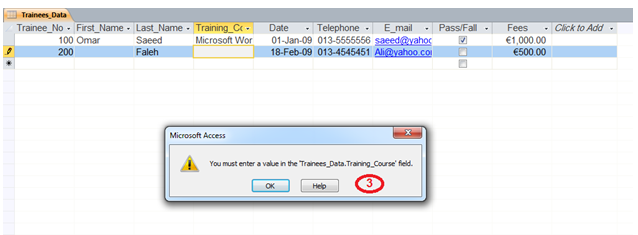 Trainees_Data
Trainee_No First_Name Last_Name Training_Co Date Telephone E_mail Pass/Fall Fees Click to Add
100 Omar Saeed Microsoft Wor 01-Jan-09 013-5555556 saeed@yahoo €1,000.00
200 Faleh 18-Feb-09 013-4545451 Ali@yahoo.com €500.00
Microsoft Access
You must enter a value in the 'Trainees_Data.Training_Course' field.
OK Help 3